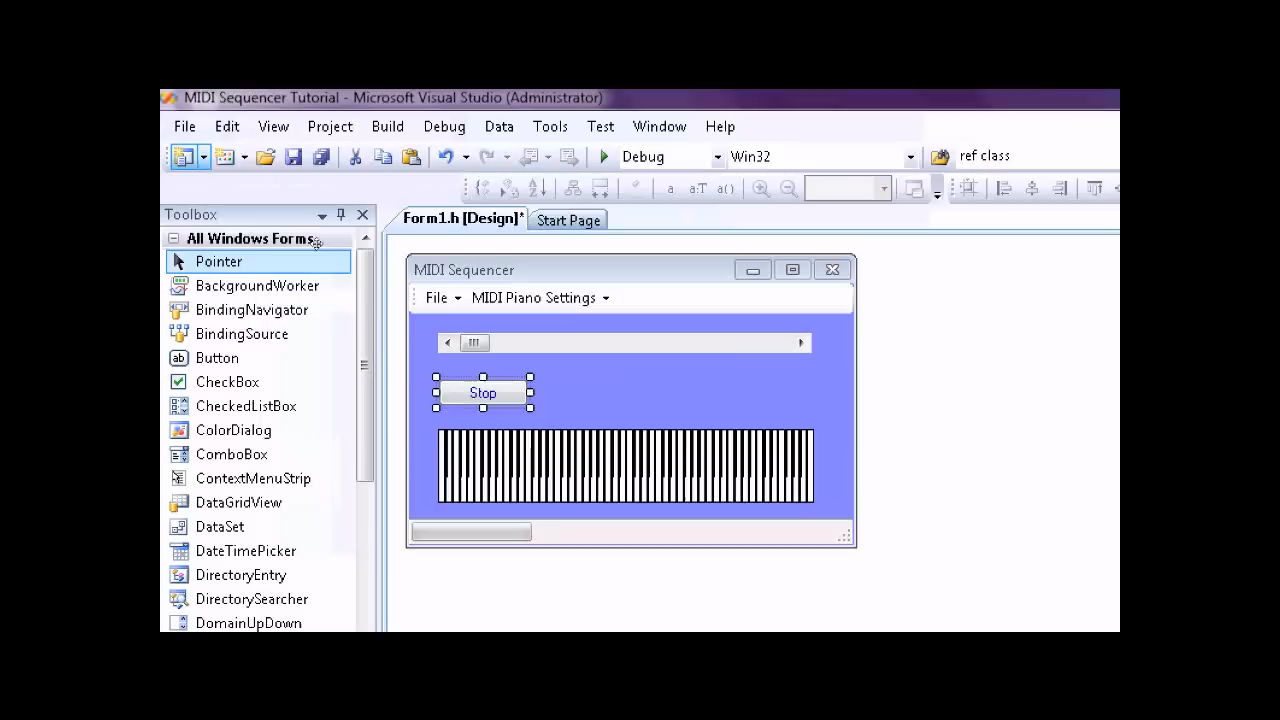 MIDI Sequencer Tutorial - Microsoft Visual Studio (Administrator)
File Edit View Project Build Debug Data Tools Test Window Help
Debug Win32 ref class
a a:T a()
Toolbox
Form1.h [Design]* Start Page
All Windows Forms
Pointer
BackgroundWorker
BindingNavigator
BindingSource
Button
CheckBox
CheckedListBox
ColorDialog
ComboBox
ContextMenuStrip
DataGridView
DataSet
DateTimePicker
DirectoryEntry
DirectorySearcher
DomainUpDown
MIDI Sequencer
File MIDI Piano Settings
Stop